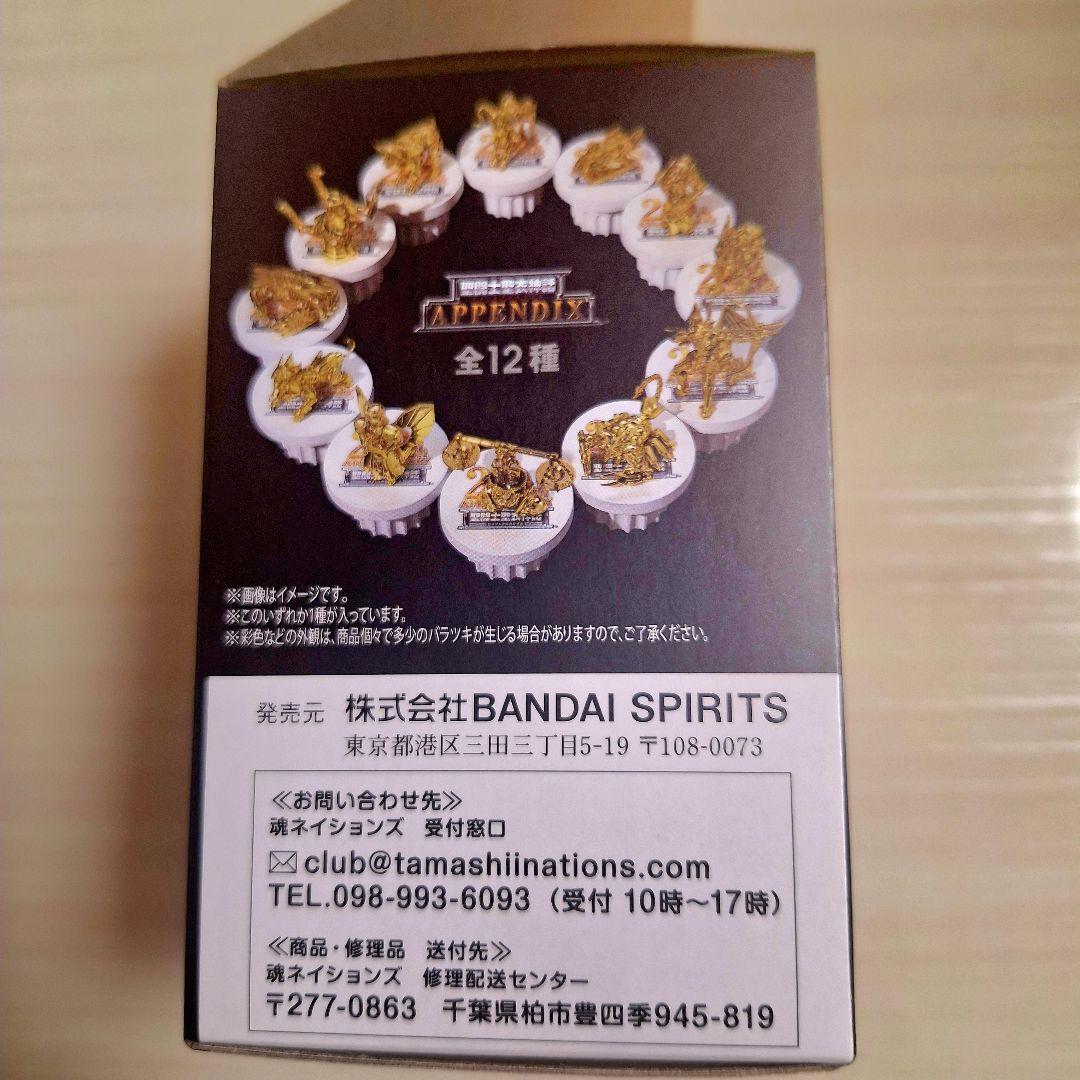 APPENDIX
全12種
※画像はイメージです。
※このいずれか1種が入っています。
※彩色などの外観は、商品個々で多少のバラツキが生じる場合がありますので、ご了承ください。
発売元 株式会社BANDAI SPIRITS
東京都港区三田三丁目5-19 〒108-0073
≪お問い合わせ先≫
魂ネイションズ 受付窓口
club@tamashiinations.com
TEL.098-993-6093 (受付 10時〜17時)
≪商品・修理品 送付先≫
魂ネイションズ 修理配送センター
〒277-0863 千葉県柏市豊四季945-819